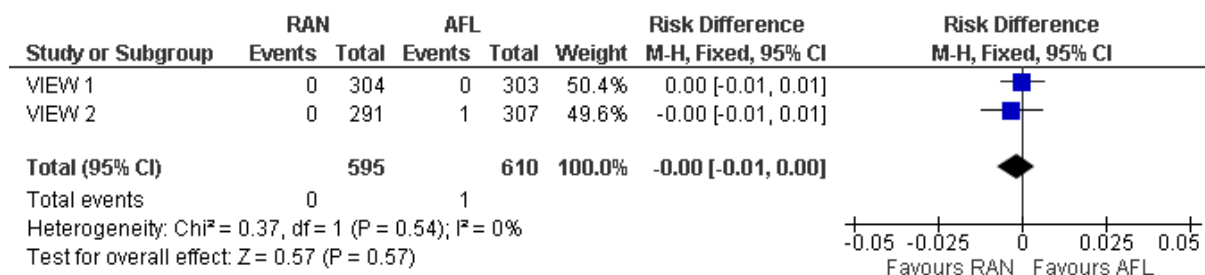 RAN AFL Risk Difference Risk Difference
Study or Subgroup Events Total Events Total Weight M-H, Fixed, 95% CI M-H, Fixed, 95% CI
VIEW 1 0 304 0 303 50.4% 0.00 [-0.01, 0.01]
VIEW 2 0 291 1 307 49.6% -0.00 [-0.01, 0.01]
Total (95% CI) 595 610 100.0% -0.00 [-0.01, 0.00]
Total events 0 1
Heterogeneity: Chi² = 0.37, df = 1 (P = 0.54); I² = 0%
Test for overall effect: Z = 0.57 (P = 0.57)
-0.05 -0.025 0 0.025 0.05
Favours RAN Favours AFL